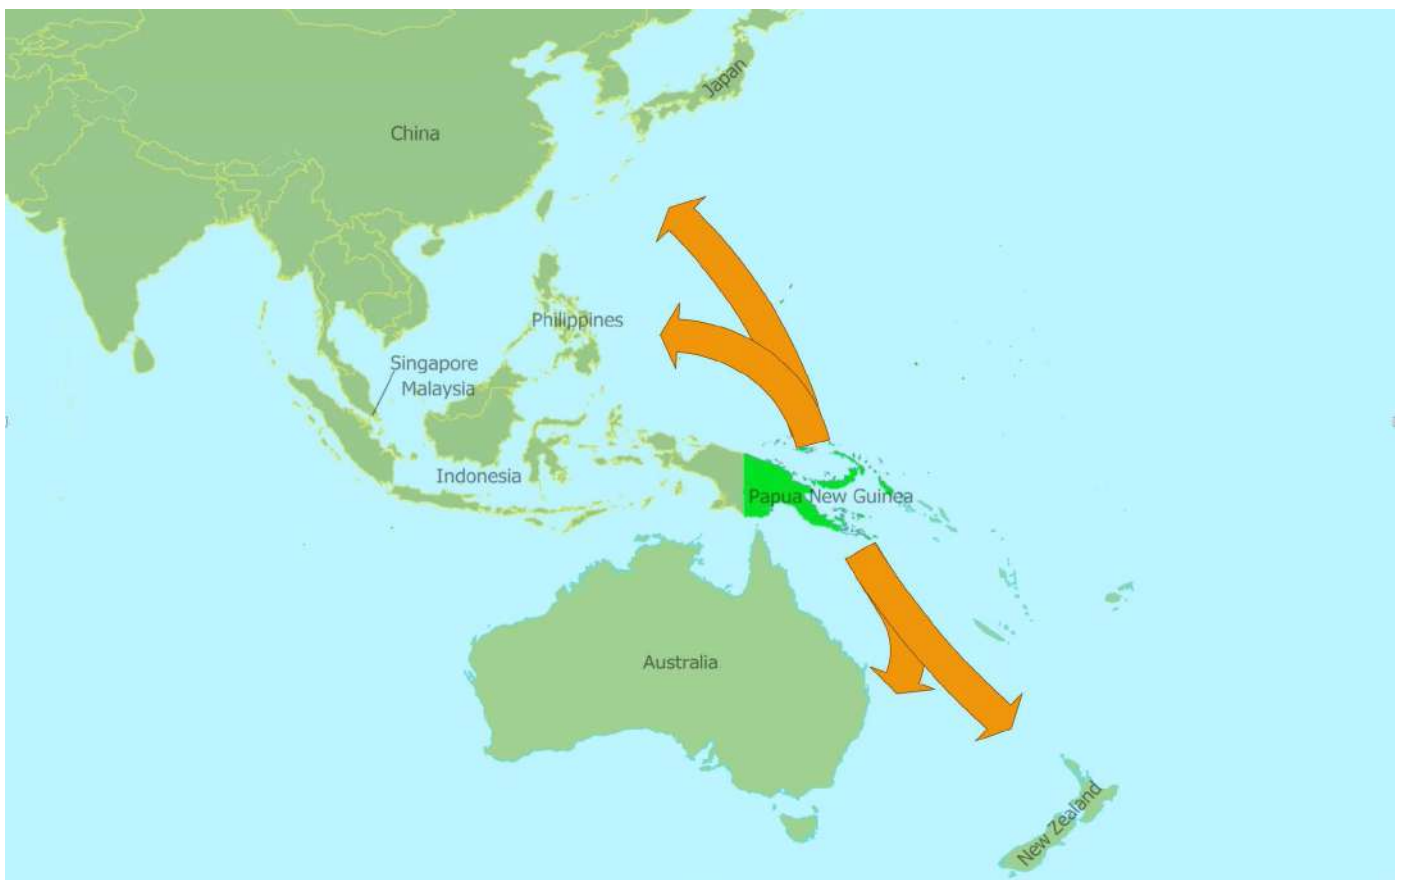 Japan
China
Philippines
Singapore
Malaysia
Indonesia
Papua New Guinea
Australia
New Zealand